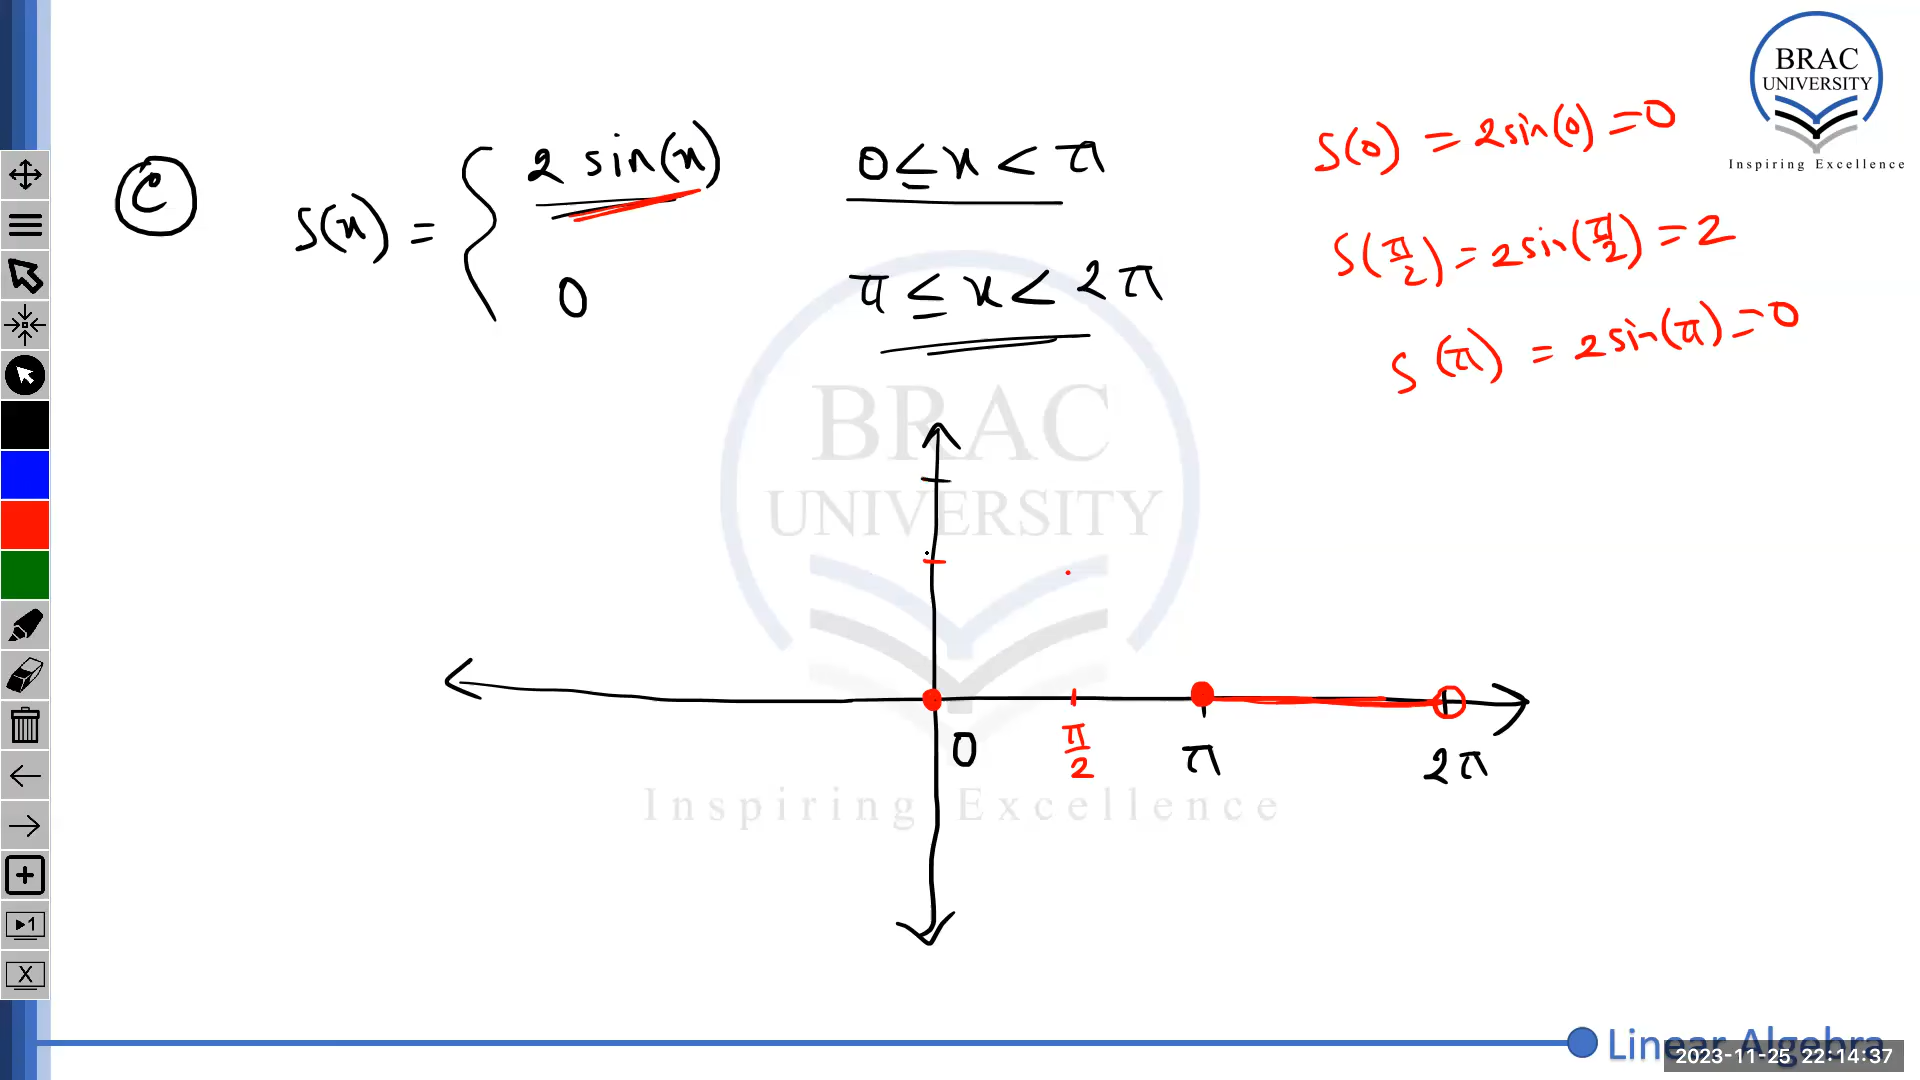 BRAC
UNIVERSITY
Inspiring Excellence
C
S(x) = { 2 sin(x) 0 ≤ x < π
0 π ≤ x < 2π
S(0) = 2sin(0) = 0
S(π/2) = 2sin(π/2) = 2
S(π) = 2sin(π) = 0
BRAC
UNIVERSITY
0 π/2 π 2π
Inspiring Excellence
1
X
Linear Algebra
2023-11-25 22:14:37